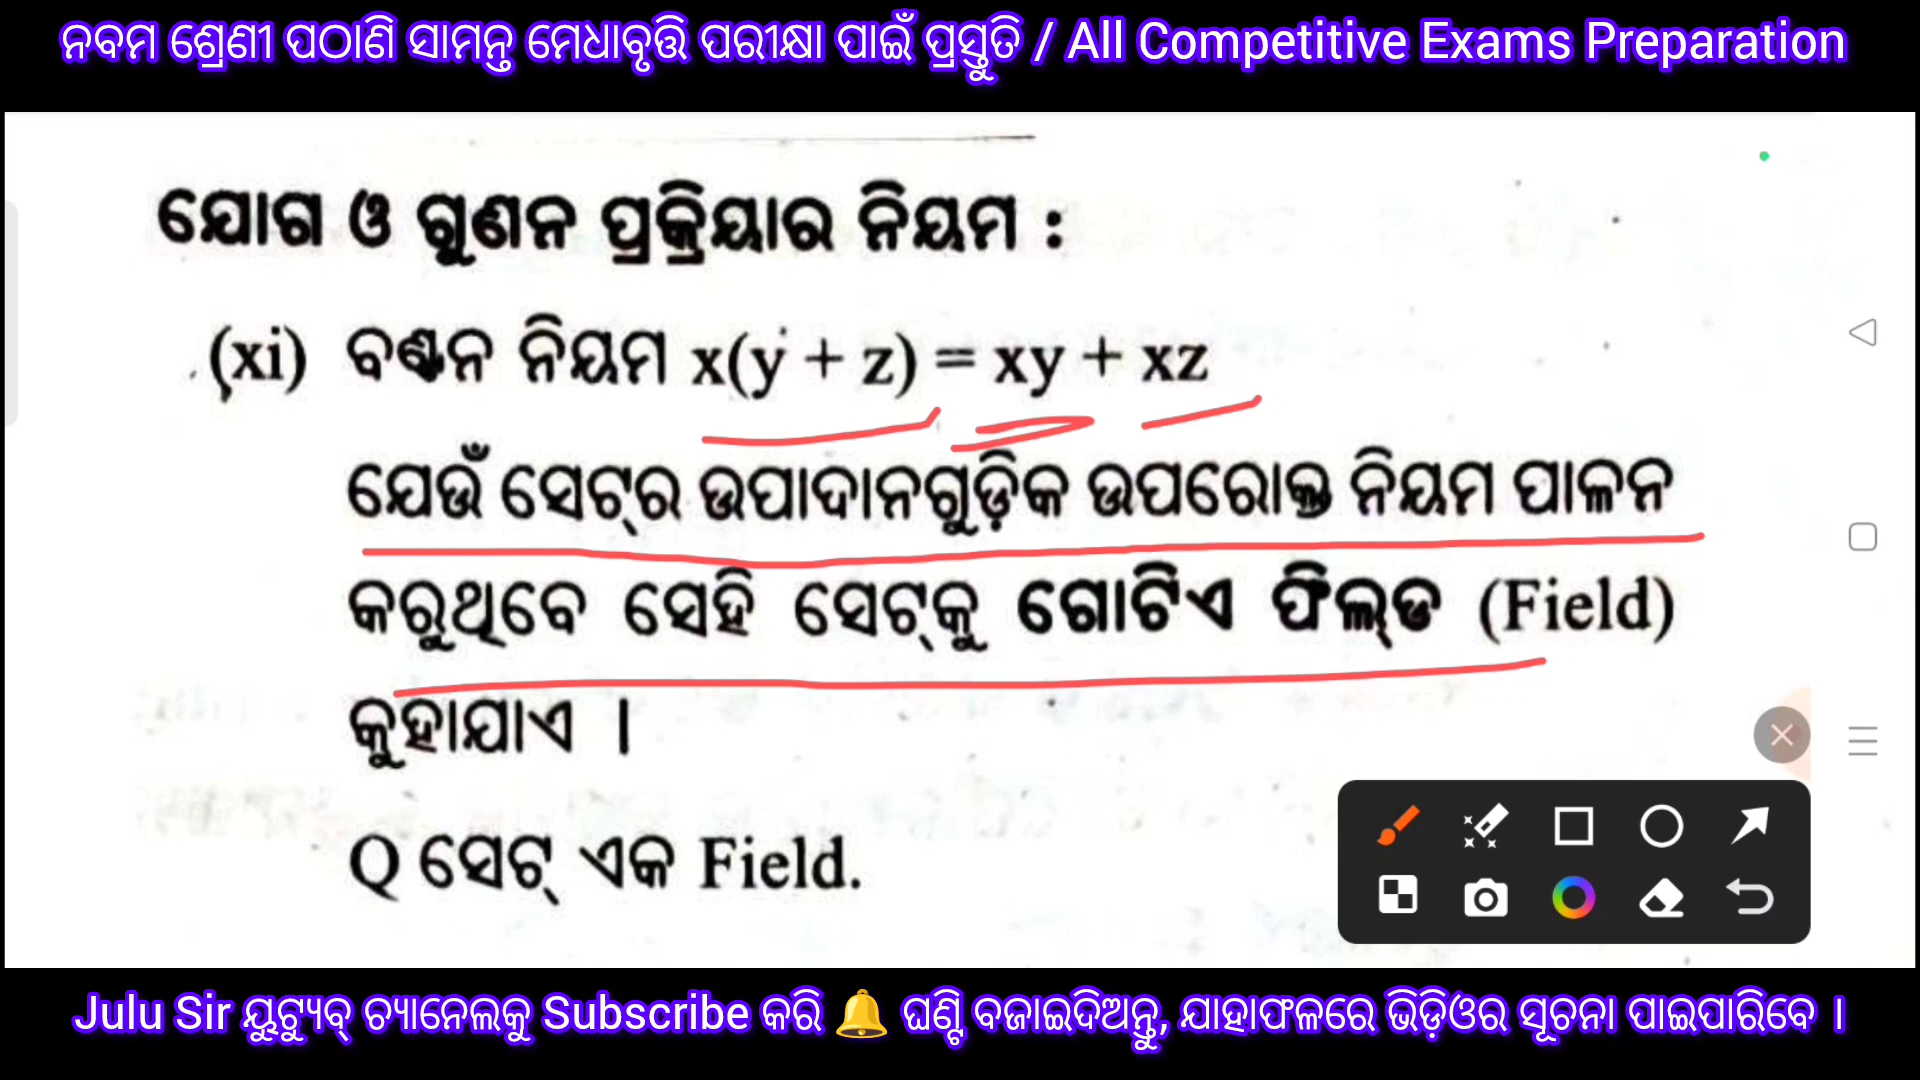 ନବମ ଶ୍ରେଣୀ ପଠାଣି ସାମନ୍ତ ମେଧାବୃତ୍ତି ପରୀକ୍ଷା ପାଇଁ ପ୍ରସ୍ତୁତି / All Competitive Exams Preparation
ଯୋଗ ଓ ଗୁଣନ ପ୍ରକ୍ରିୟାର ନିୟମ :
(xi) ବଣ୍ଟନ ନିୟମ x(y + z) = xy + xz
ଯେଉଁ ସେଟ୍‌ର ଉପାଦାନଗୁଡ଼ିକ ଉପରୋକ୍ତ ନିୟମ ପାଳନ
କରୁଥିବେ ସେହି ସେଟ୍‌କୁ ଗୋଟିଏ ଫିଲ୍‌ଡ (Field)
କୁହାଯାଏ ।
Q ସେଟ୍ ଏକ Field.
Julu Sir ୟୁଟ୍ୟୁବ୍ ଚ୍ୟାନେଲକୁ Subscribe କରି 🔔 ଘଣ୍ଟି ବଜାଇଦିଅନ୍ତୁ, ଯାହାଫଳରେ ଭିଡ଼ିଓର ସୂଚନା ପାଇପାରିବେ ।